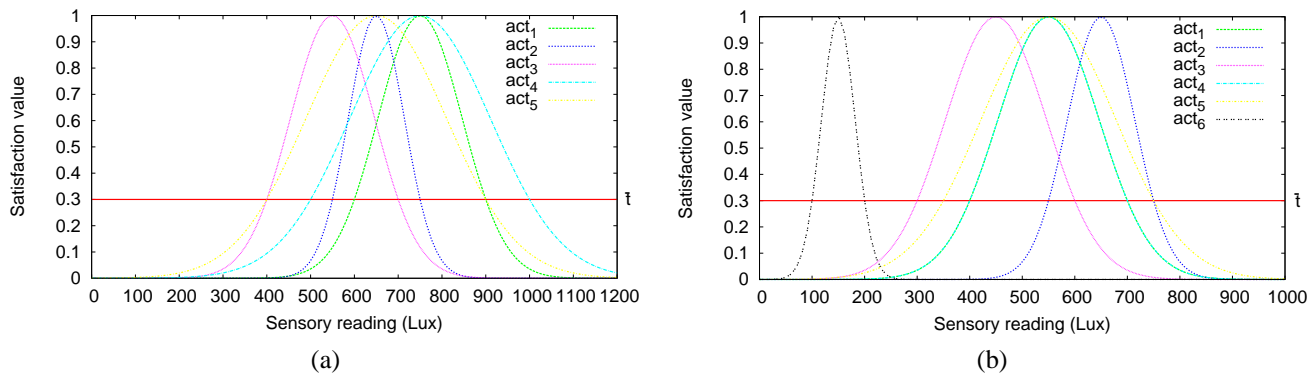 1
0.9
0.8
0.7
0.6
0.5
0.4
0.3
0.2
0.1
0
Satisfaction value
act1
act2
act3
act4
act5
t̄
0 100 200 300 400 500 600 700 800 900 1000 1100 1200
Sensory reading (Lux)
(a)
1
0.9
0.8
0.7
0.6
0.5
0.4
0.3
0.2
0.1
0
Satisfaction value
act1
act2
act3
act4
act5
act6
t̄
0 100 200 300 400 500 600 700 800 900 1000
Sensory reading (Lux)
(b)